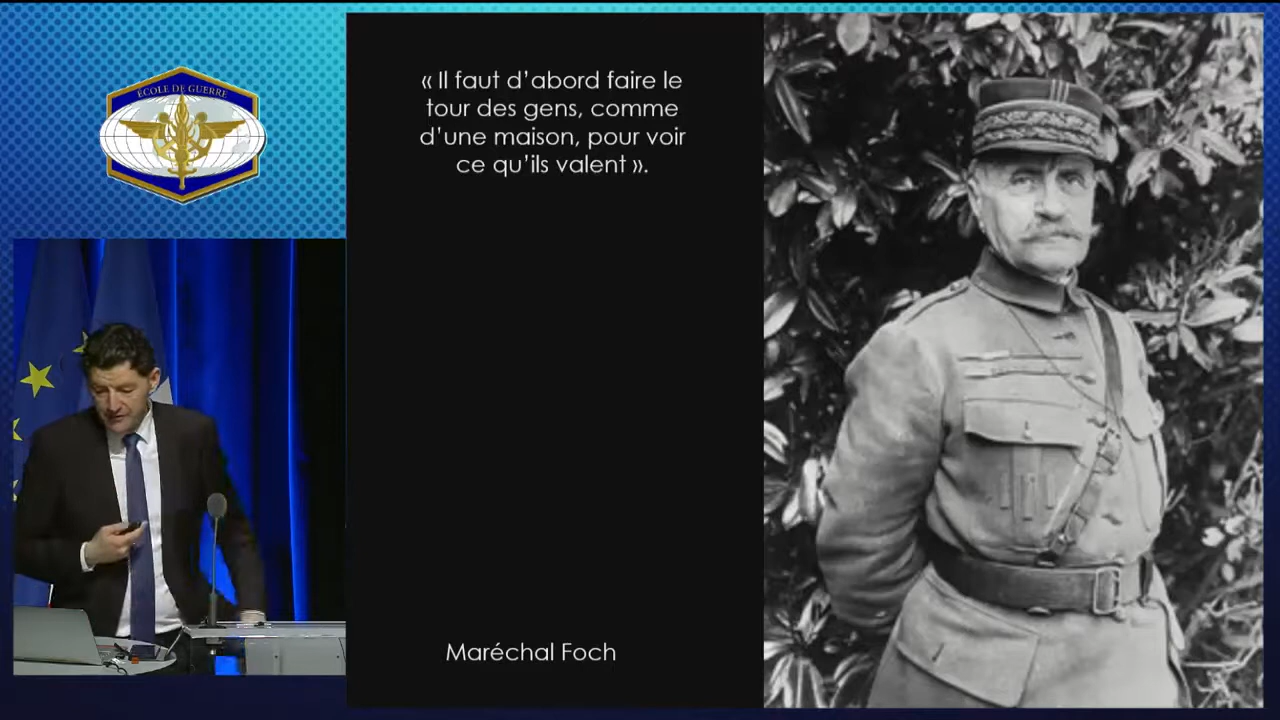 ECOLE DE GUERRE
« Il faut d’abord faire le
tour des gens, comme
d’une maison, pour voir
ce qu’ils valent ».
Maréchal Foch